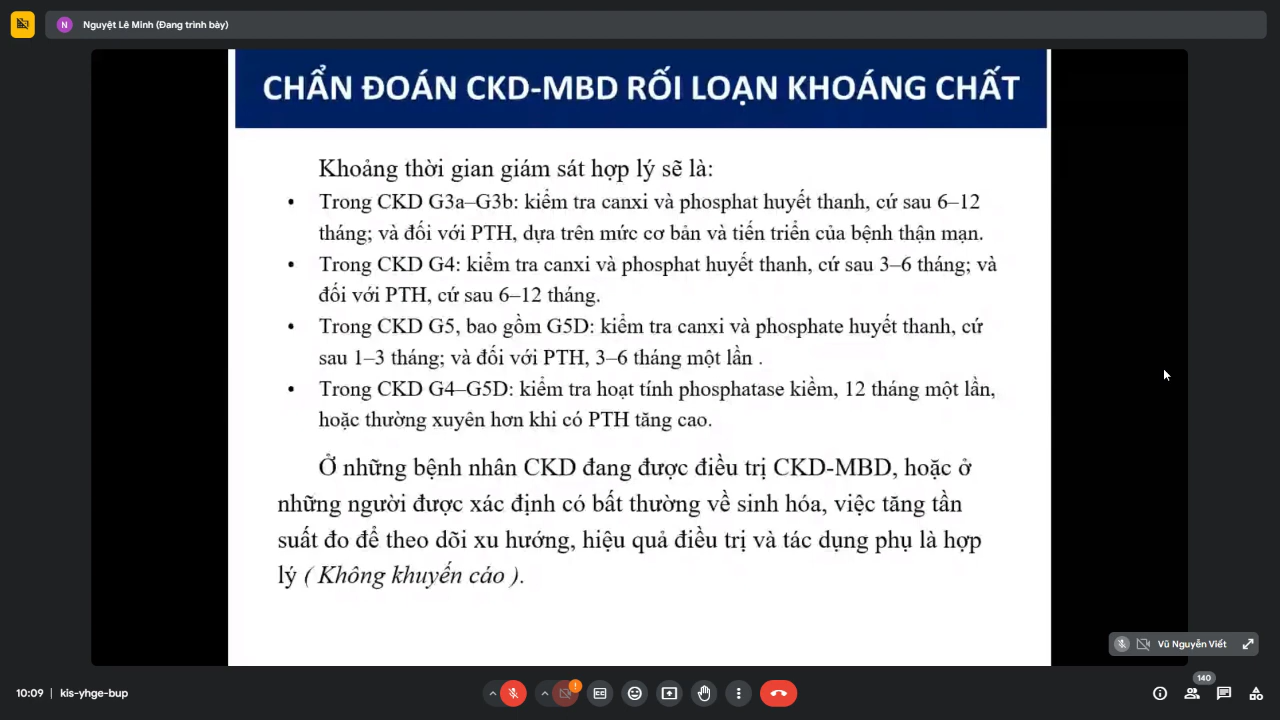 N Nguyệt Lê Minh (Đang trình bày)
CHẨN ĐOÁN CKD-MBD RỐI LOẠN KHOÁNG CHẤT
Khoảng thời gian giám sát hợp lý sẽ là:
• Trong CKD G3a–G3b: kiểm tra canxi và phosphat huyết thanh, cứ sau 6–12
tháng; và đối với PTH, dựa trên mức cơ bản và tiến triển của bệnh thận mạn.
• Trong CKD G4: kiểm tra canxi và phosphat huyết thanh, cứ sau 3–6 tháng; và
đối với PTH, cứ sau 6–12 tháng.
• Trong CKD G5, bao gồm G5D: kiểm tra canxi và phosphate huyết thanh, cứ
sau 1–3 tháng; và đối với PTH, 3–6 tháng một lần .
• Trong CKD G4–G5D: kiểm tra hoạt tính phosphatase kiềm, 12 tháng một lần,
hoặc thường xuyên hơn khi có PTH tăng cao.
Ở những bệnh nhân CKD đang được điều trị CKD-MBD, hoặc ở
những người được xác định có bất thường về sinh hóa, việc tăng tần
suất đo để theo dõi xu hướng, hiệu quả điều trị và tác dụng phụ là hợp
lý ( Không khuyến cáo ).
Vũ Nguyễn Viết
10:09 | kis-yhge-bup
140